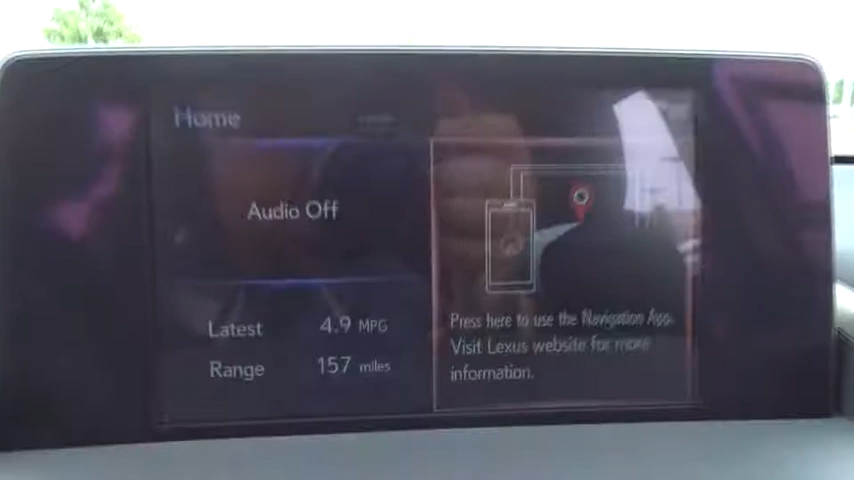 Home
Audio Off
Latest 4.9 MPG
Range 157 miles
Press here to use the Navigation App.
Visit Lexus website for more
information.